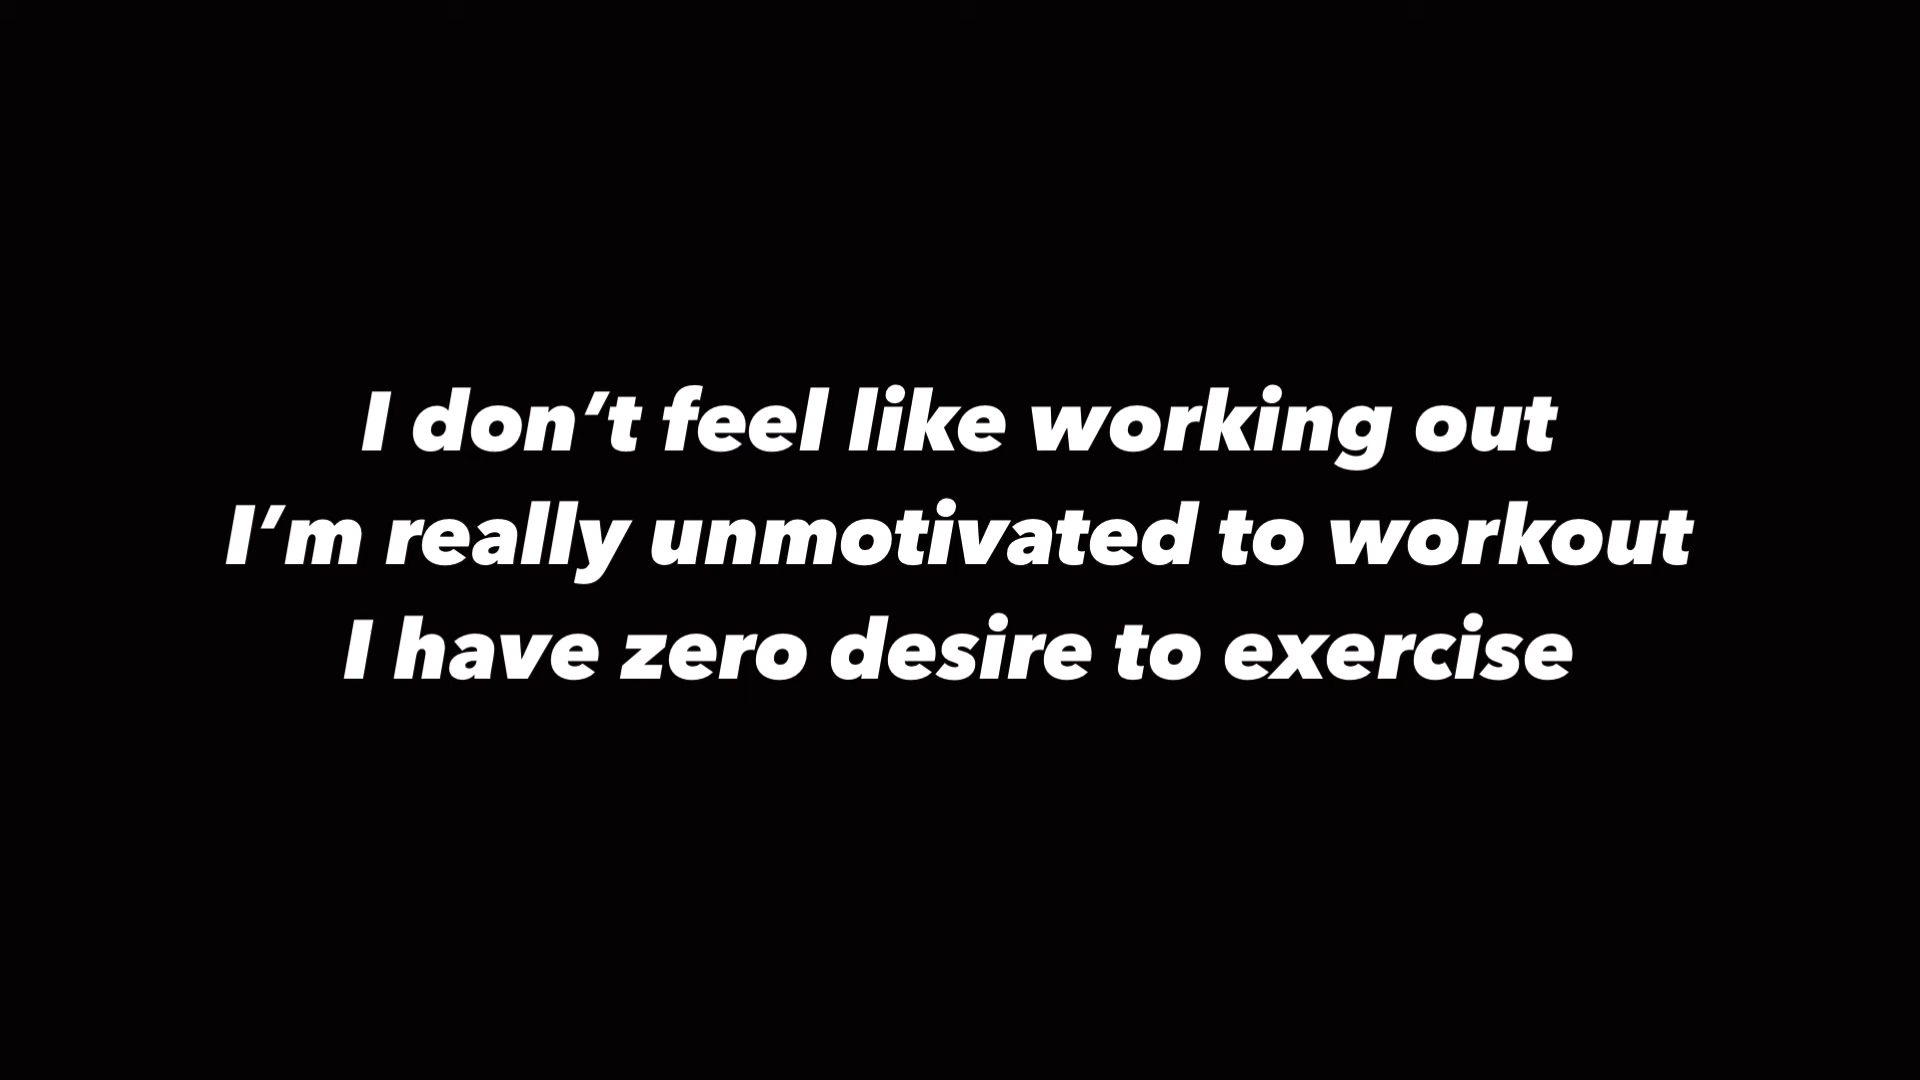 I don’t feel like working out
I’m really unmotivated to workout
I have zero desire to exercise